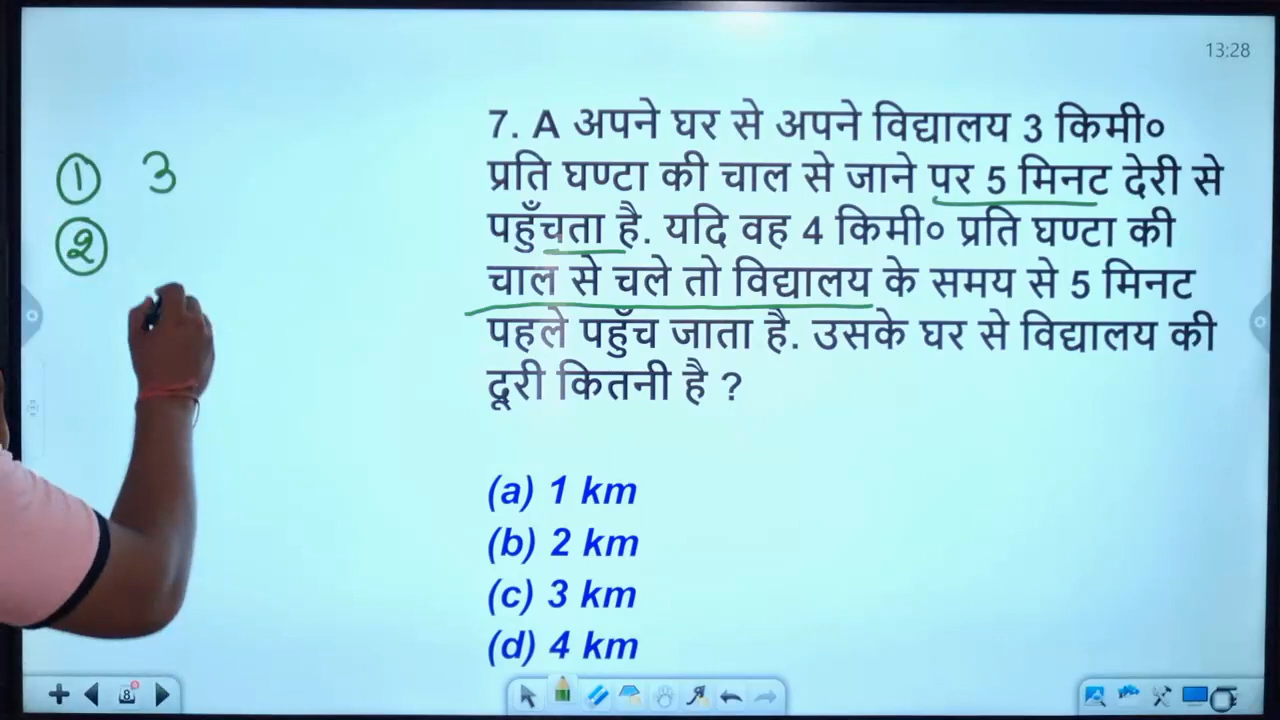 13:28
7. A अपने घर से अपने विद्यालय 3 किमी०
प्रति घण्टा की चाल से जाने पर 5 मिनट देरी से
पहुँचता है. यदि वह 4 किमी० प्रति घण्टा की
चाल से चले तो विद्यालय के समय से 5 मिनट
पहले पहुँच जाता है. उसके घर से विद्यालय की
दूरी कितनी है ?
(a) 1 km
(b) 2 km
(c) 3 km
(d) 4 km
① 3
②
8